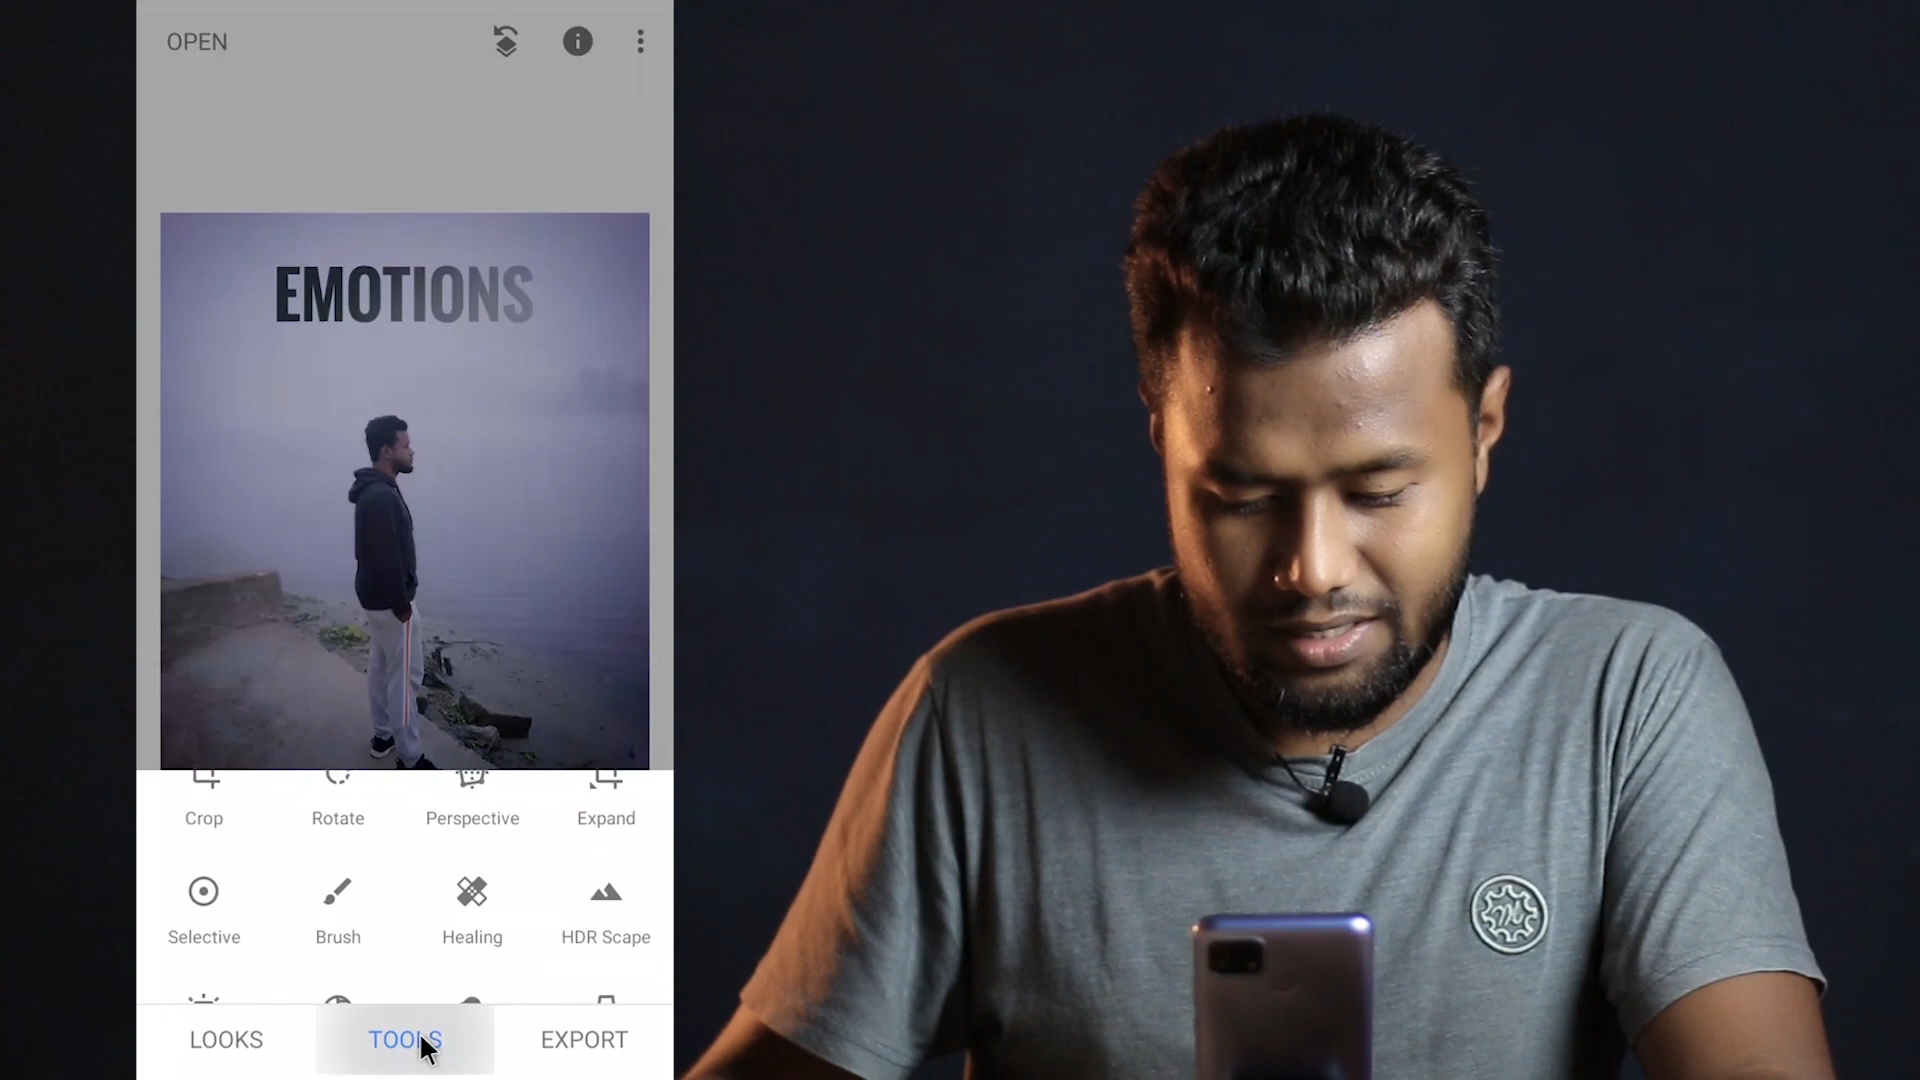 OPEN
EMOTIONS
Crop Rotate Perspective Expand
Selective Brush Healing HDR Scape
LOOKS TOOLS EXPORT
M